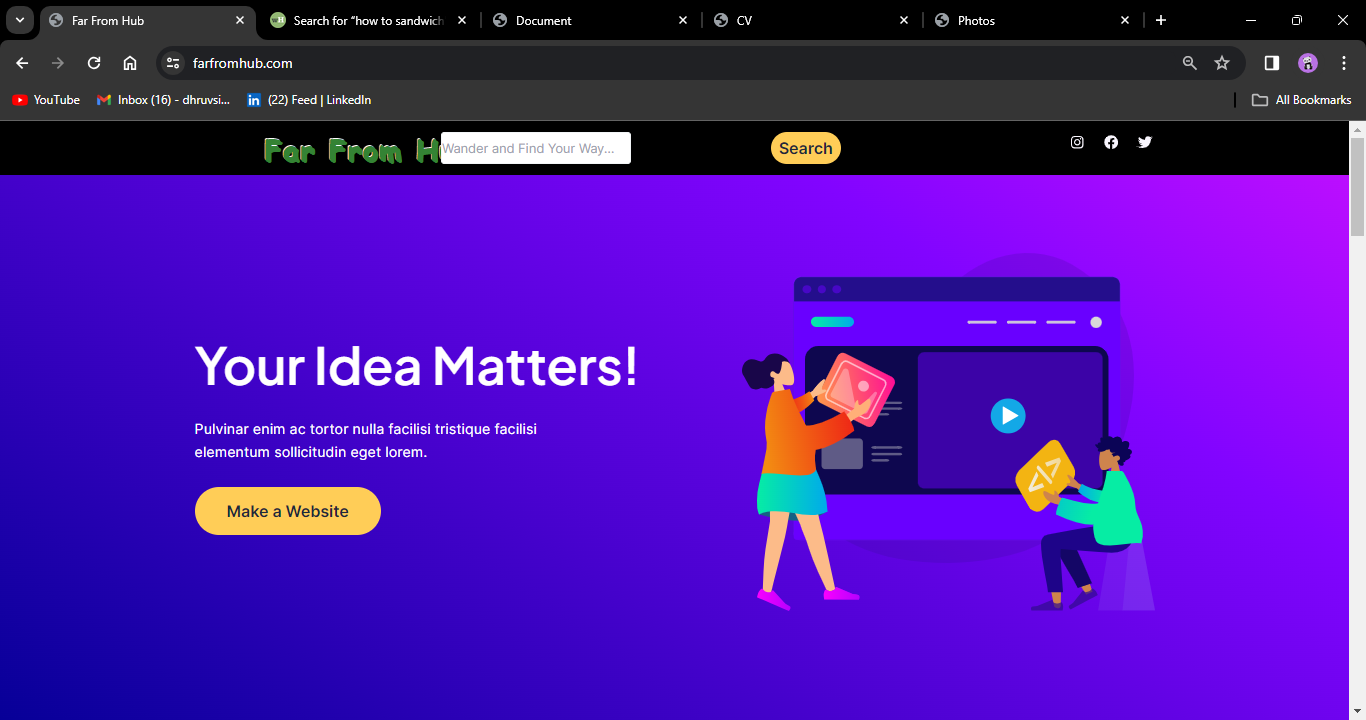 Far From Hub
Search for “how to sandwich
Document
CV
Photos
farfromhub.com
YouTube
Inbox (16) - dhruvsi...
(22) Feed | LinkedIn
All Bookmarks
Far From H
Wander and Find Your Way...
Search
Your Idea Matters!
Pulvinar enim ac tortor nulla facilisi tristique facilisi
elementum sollicitudin eget lorem.
Make a Website